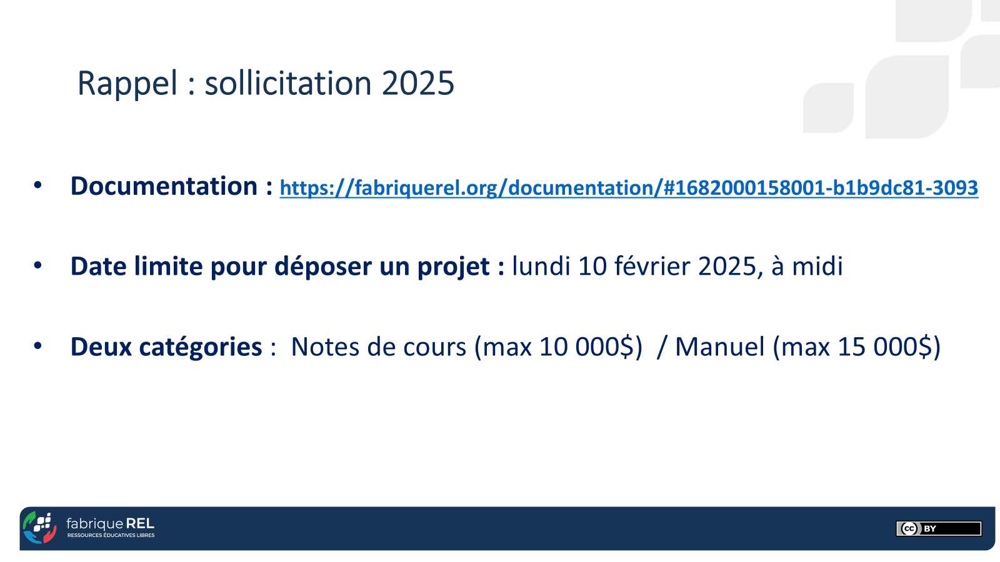 Rappel : sollicitation 2025
• Documentation : https://fabriquerel.org/documentation/#1682000158001-b1b9dc81-3093
• Date limite pour déposer un projet : lundi 10 février 2025, à midi
• Deux catégories :  Notes de cours (max 10 000$)  / Manuel (max 15 000$)
fabrique REL
RESSOURCES ÉDUCATIVES LIBRES
cc BY